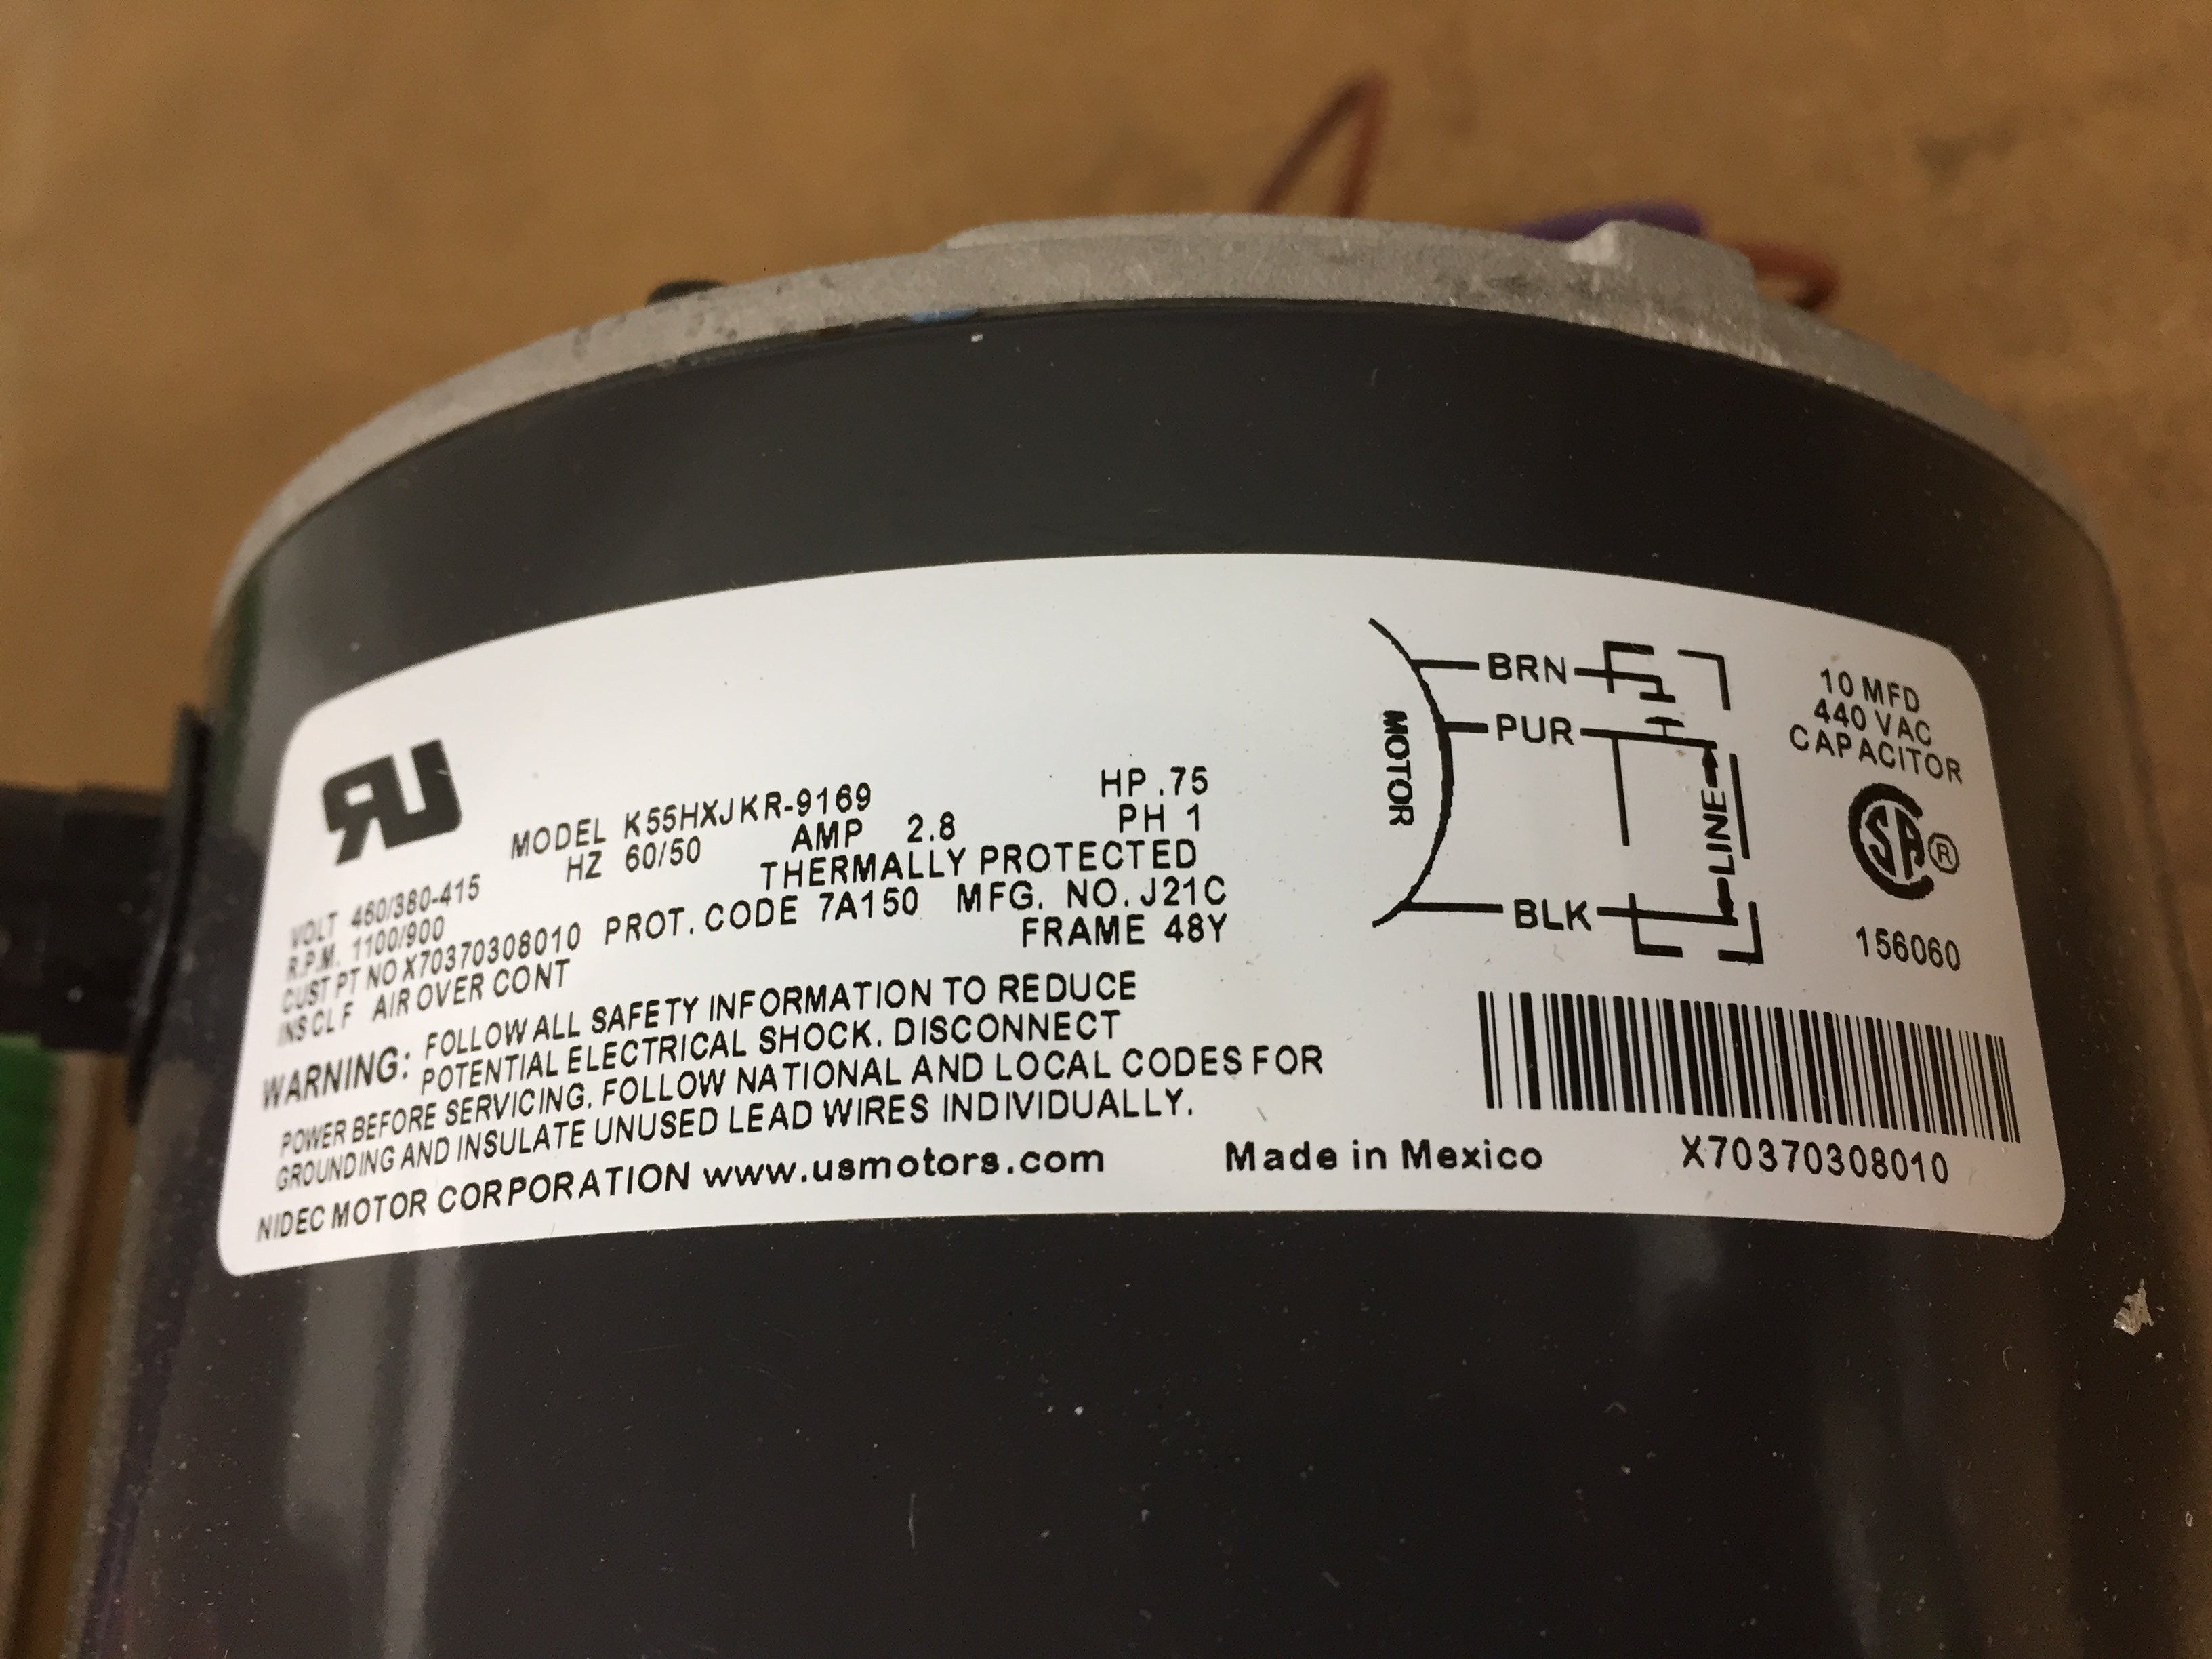 RU
MODEL K55HXJKR-9169
HP .75
VOLT 460/380-415
HZ 60/50
AMP 2.8
PH 1
R.P.M. 1100/900
THERMALLY PROTECTED
CUST PT NO X70370308010
PROT. CODE 7A150
MFG. NO. J21C
INS CL F AIR OVER CONT
FRAME 48Y
WARNING: FOLLOW ALL SAFETY INFORMATION TO REDUCE
POTENTIAL ELECTRICAL SHOCK. DISCONNECT
POWER BEFORE SERVICING. FOLLOW NATIONAL AND LOCAL CODES FOR
GROUNDING AND INSULATE UNUSED LEAD WIRES INDIVIDUALLY.
NIDEC MOTOR CORPORATION www.usmotors.com
Made in Mexico
MOTOR
BRN
PUR
BLK
LINE
10 MFD
440 VAC
CAPACITOR
SA®
156060
X70370308010